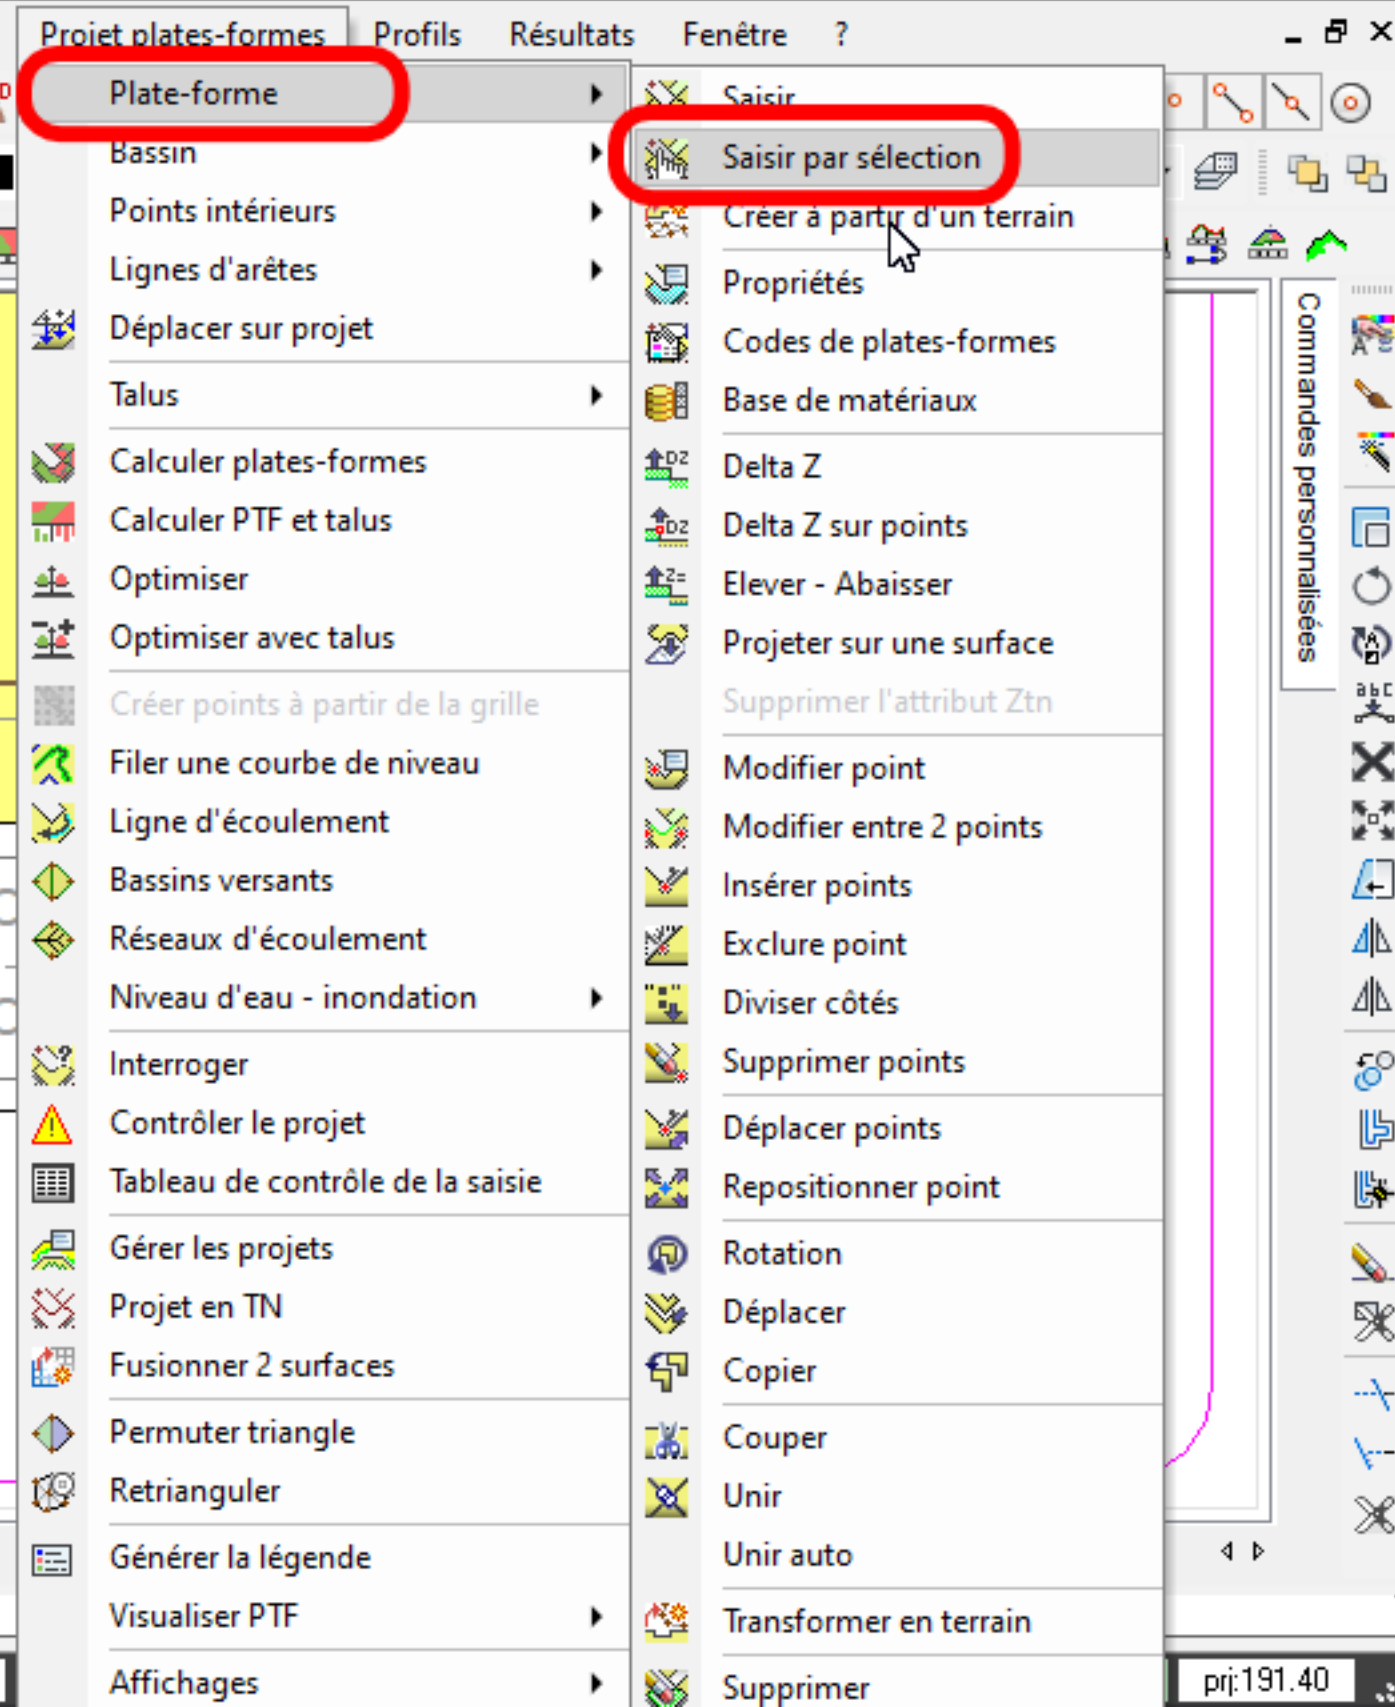 Projet plates-formes Profils Résultats Fenêtre ?
Plate-forme
Bassin
Points intérieurs
Lignes d'arêtes
Déplacer sur projet
Talus
Calculer plates-formes
Calculer PTF et talus
Optimiser
Optimiser avec talus
Créer points à partir de la grille
Filer une courbe de niveau
Ligne d'écoulement
Bassins versants
Réseaux d'écoulement
Niveau d'eau - inondation
Interroger
Contrôler le projet
Tableau de contrôle de la saisie
Gérer les projets
Projet en TN
Fusionner 2 surfaces
Permuter triangle
Retrianguler
Générer la légende
Visualiser PTF
Affichages
Saisir
Saisir par sélection
Créer à partir d'un terrain
Propriétés
Codes de plates-formes
Base de matériaux
Delta Z
Delta Z sur points
Elever - Abaisser
Projeter sur une surface
Supprimer l'attribut Ztn
Modifier point
Modifier entre 2 points
Insérer points
Exclure point
Diviser côtés
Supprimer points
Déplacer points
Repositionner point
Rotation
Déplacer
Copier
Couper
Unir
Unir auto
Transformer en terrain
Supprimer
Commandes personnalisées
prj:191.40